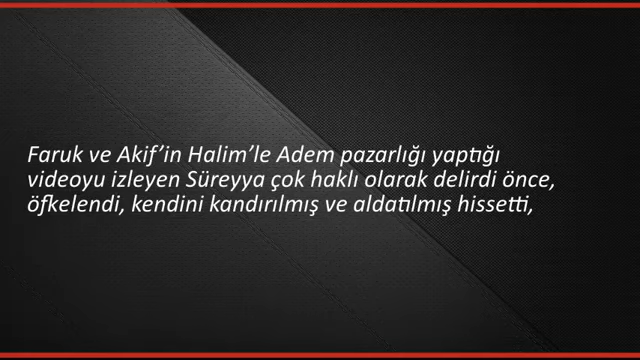 Faruk ve Akif’in Halim’le Adem pazarlığı yaptığı
videoyu izleyen Süreyya çok haklı olarak delirdi önce,
öfkelendi, kendini kandırılmış ve aldatılmış hissetti,